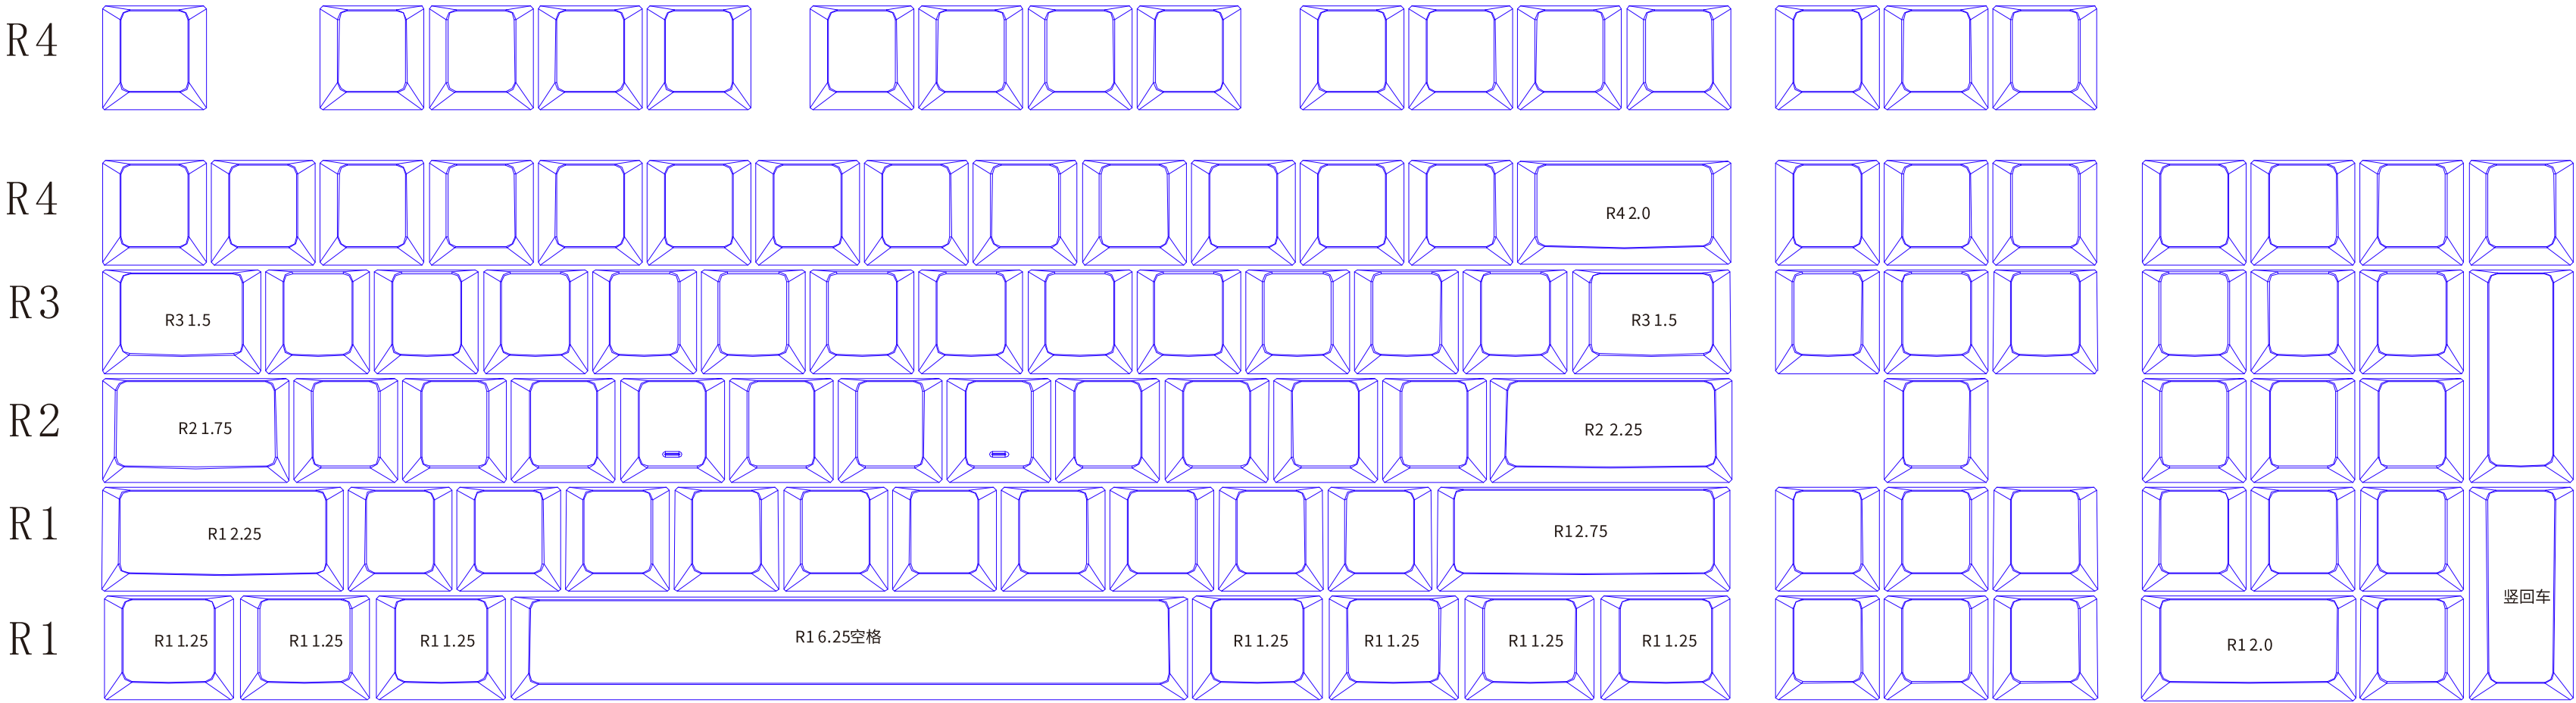 R4
R4
R4 2.0
R3
R3 1.5
R3 1.5
R2
R2 1.75
R2 2.25
R1
R1 2.25
R1 2.75
R1
R1 1.25
R1 1.25
R1 1.25
R1 6.25空格
R1 1.25
R1 1.25
R1 1.25
R1 1.25
R1 2.0
竖回车